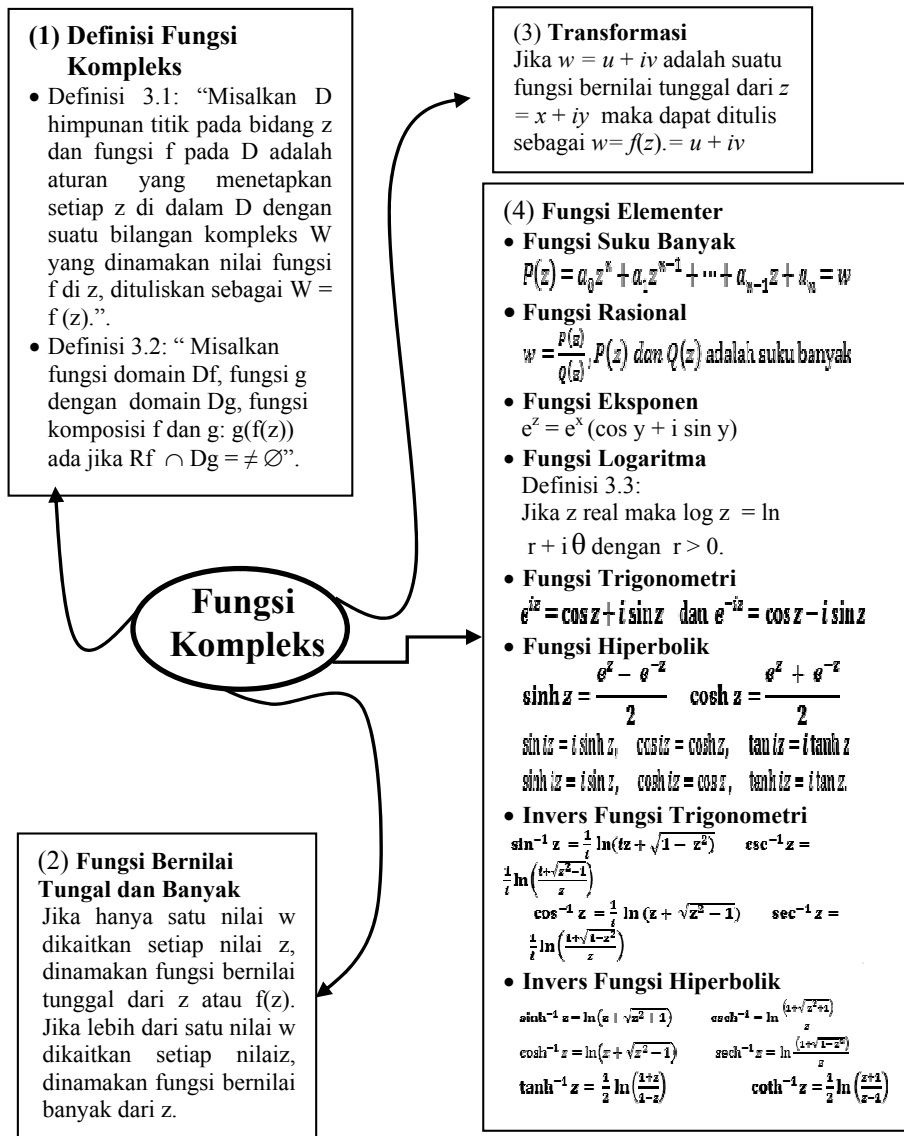 (1) Definisi Fungsi
Kompleks
• Definisi 3.1: “Misalkan D
himpunan titik pada bidang z
dan fungsi f pada D adalah
aturan yang menetapkan
setiap z di dalam D dengan
suatu bilangan kompleks W
yang dinamakan nilai fungsi
f di z, dituliskan sebagai W =
f (z).”.
• Definisi 3.2: “ Misalkan
fungsi domain Df, fungsi g
dengan domain Dg, fungsi
komposisi f dan g: g(f(z))
ada jika Rf ∩ Dg = ≠ ∅”.
Fungsi
Kompleks
(2) Fungsi Bernilai
Tungal dan Banyak
Jika hanya satu nilai w
dikaitkan setiap nilai z,
dinamakan fungsi bernilai
tunggal dari z atau f(z).
Jika lebih dari satu nilai w
dikaitkan setiap nilaiz,
dinamakan fungsi bernilai
banyak dari z.
(3) Transformasi
Jika w = u + iv adalah suatu
fungsi bernilai tunggal dari z
= x + iy maka dapat ditulis
sebagai w= f(z).= u + iv
(4) Fungsi Elementer
• Fungsi Suku Banyak
P(z) = a₀zⁿ + a₁zⁿ⁻¹ + ⋯ + aₙ₋₁z + aₙ = w
• Fungsi Rasional
w = P(z)/Q(z), P(z) dan Q(z) adalah suku banyak
• Fungsi Eksponen
e^z = e^x (cos y + i sin y)
• Fungsi Logaritma
Definisi 3.3:
Jika z real maka log z = ln
r + i θ dengan r > 0.
• Fungsi Trigonometri
e^{iz} = cos z + i sin z dan e^{−iz} = cos z − i sin z
• Fungsi Hiperbolik
sinh z = (e^z − e^{−z})/2 cosh z = (e^z + e^{−z})/2
sin iz = i sinh z, cos iz = cosh z, tan iz = i tanh z
sinh iz = i sin z, cosh iz = cos z, tanh iz = i tan z.
• Invers Fungsi Trigonometri
sin⁻¹ z = 1/i ln(iz + √(1 − z²)) csc⁻¹ z =
1/i ln((i+√(z²−1))/z)
cos⁻¹ z = 1/i ln (z + √(z² − 1)) sec⁻¹ z =
1/i ln((1+√(1−z²))/z)
• Invers Fungsi Hiperbolik
sinh⁻¹ z = ln(z + √(z² + 1)) csch⁻¹ = ln (1+√(z²+1))/z
cosh⁻¹ z = ln(z + √(z² − 1)) sech⁻¹ z = ln (1+√(1−z²))/z
tanh⁻¹ z = 1/2 ln((1+z)/(1−z)) coth⁻¹ z = 1/2 ln((z+1)/(z−1))